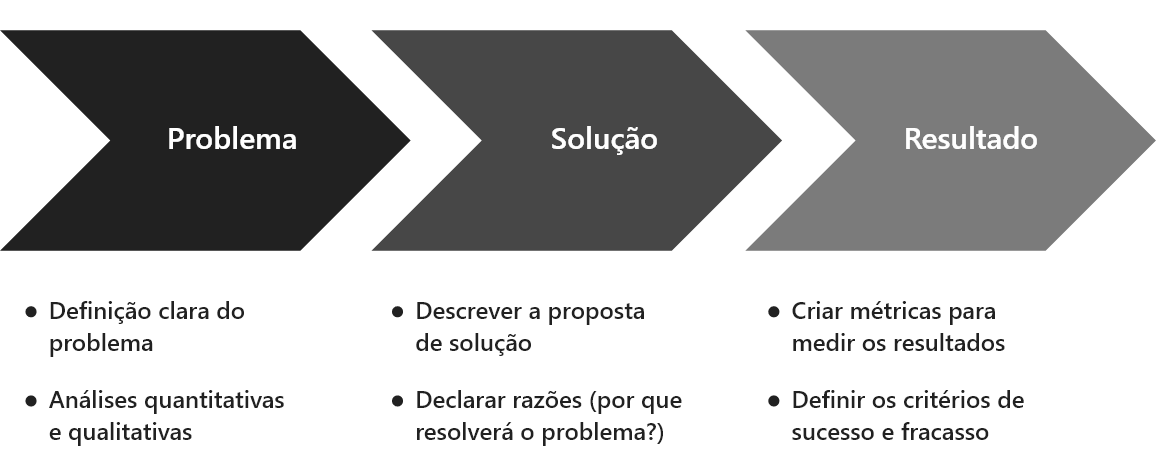 Problema
Solução
Resultado
● Definição clara do
problema
● Análises quantitativas
e qualitativas
● Descrever a proposta
de solução
● Declarar razões (por que
resolverá o problema?)
● Criar métricas para
medir os resultados
● Definir os critérios de
sucesso e fracasso